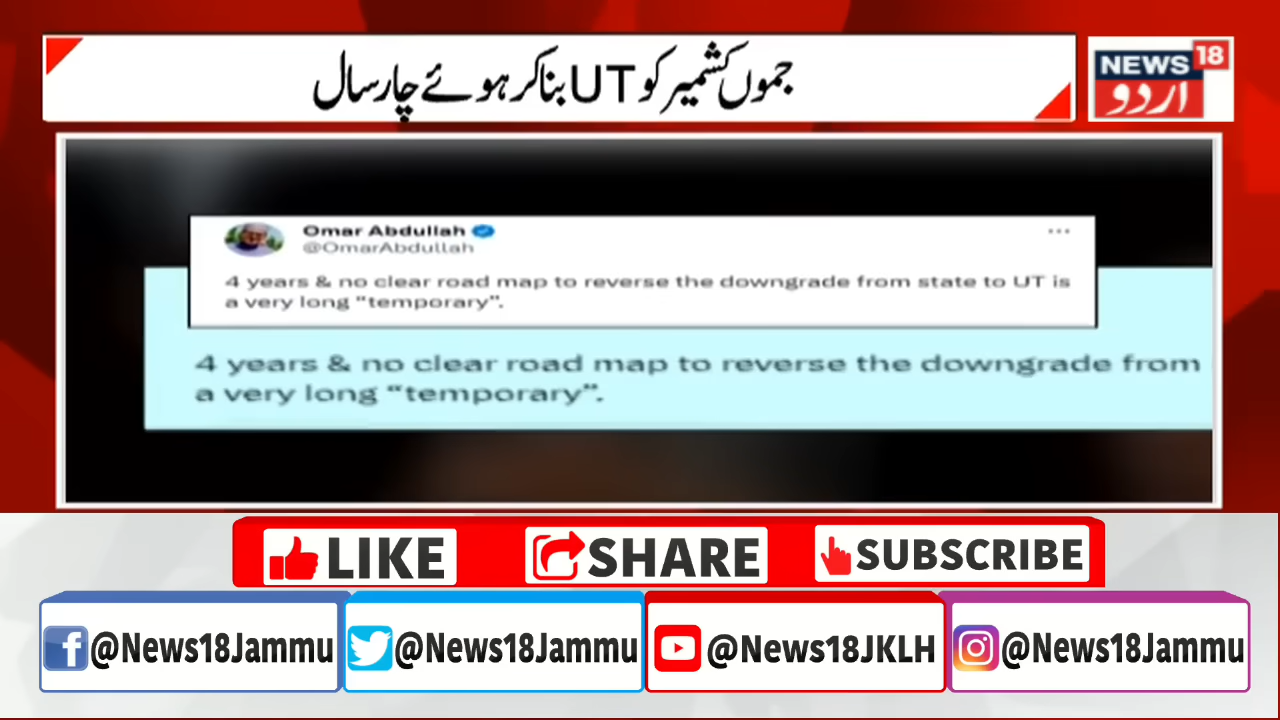 جموں کشمیر کو UT بنا کر ہوئے چار سال
NEWS 18
اردو
Omar Abdullah
@OmarAbdullah
4 years & no clear road map to reverse the downgrade from state to UT is
a very long “temporary”.
4 years & no clear road map to reverse the downgrade from
a very long “temporary”.
LIKE SHARE SUBSCRIBE
@News18Jammu @News18Jammu @News18JKLH @News18Jammu